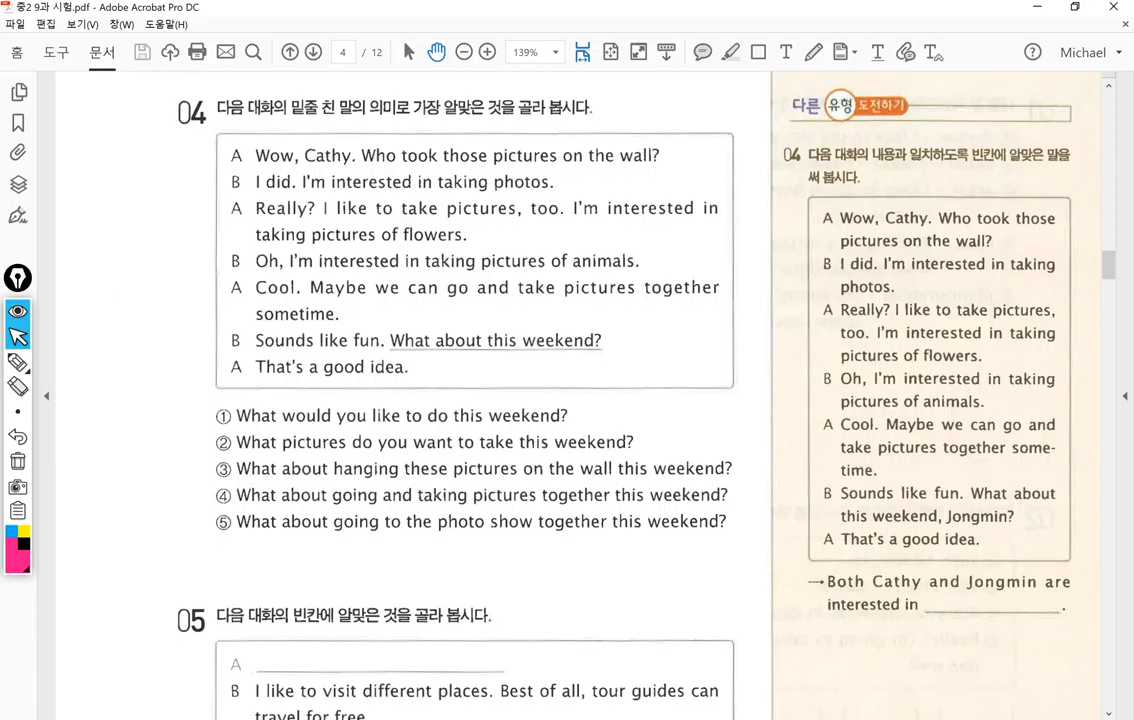 중2 9과 시험.pdf - Adobe Acrobat Pro DC
파일 편집 보기(V) 창(W) 도움말(H)
홈 도구 문서 4 / 12 139% Michael
04 다음 대화의 밑줄 친 말의 의미로 가장 알맞은 것을 골라 봅시다.
A Wow, Cathy. Who took those pictures on the wall?
B I did. I'm interested in taking photos.
A Really? I like to take pictures, too. I'm interested in
taking pictures of flowers.
B Oh, I'm interested in taking pictures of animals.
A Cool. Maybe we can go and take pictures together
sometime.
B Sounds like fun. What about this weekend?
A That's a good idea.
① What would you like to do this weekend?
② What pictures do you want to take this weekend?
③ What about hanging these pictures on the wall this weekend?
④ What about going and taking pictures together this weekend?
⑤ What about going to the photo show together this weekend?
05 다음 대화의 빈칸에 알맞은 것을 골라 봅시다.
A
B I like to visit different places. Best of all, tour guides can
travel for free.
다른 유형 도전하기
04 다음 대화의 내용과 일치하도록 빈칸에 알맞은 말을
써 봅시다.
A Wow, Cathy. Who took those
pictures on the wall?
B I did. I'm interested in taking
photos.
A Really? I like to take pictures,
too. I'm interested in taking
pictures of flowers.
B Oh, I'm interested in taking
pictures of animals.
A Cool. Maybe we can go and
take pictures together some-
time.
B Sounds like fun. What about
this weekend, Jongmin?
A That's a good idea.
→ Both Cathy and Jongmin are
interested in ______________.